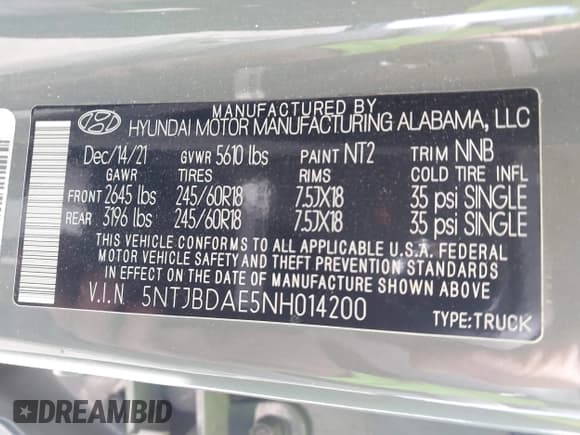 MANUFACTURED BY
HYUNDAI MOTOR MANUFACTURING ALABAMA, LLC
Dec/14/21 GVWR 5610 lbs PAINT NT2 TRIM NNB
GAWR TIRES RIMS COLD TIRE INFL
FRONT 2645 lbs 245/60R18 7.5JX18 35 psi SINGLE
REAR 3196 lbs 245/60R18 7.5JX18 35 psi SINGLE
THIS VEHICLE CONFORMS TO ALL APPLICABLE U.S.A. FEDERAL
MOTOR VEHICLE SAFETY, BUMPER, AND
THEFT PREVENTION STANDARDS
IN EFFECT ON THE DATE OF MANUFACTURE SHOWN ABOVE
V.I.N 5NTJBDAE5NH014200
TYPE:TRUCK
DREAMBID